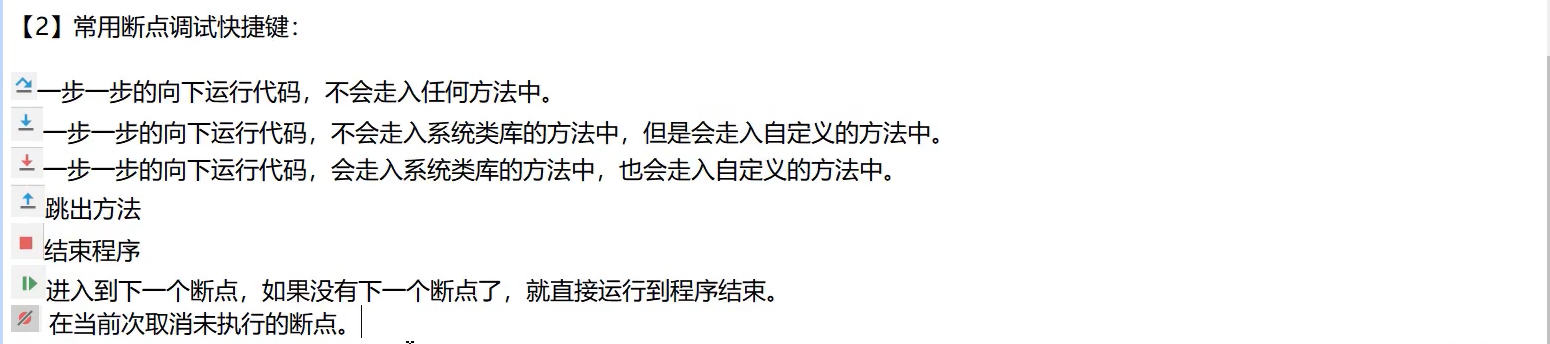 【2】常用断点调试快捷键：
一步一步的向下运行代码，不会走入任何方法中。
一步一步的向下运行代码，不会走入系统类库的方法中，但是会走入自定义的方法中。
一步一步的向下运行代码，会走入系统类库的方法中，也会走入自定义的方法中。
跳出方法
结束程序
进入到下一个断点，如果没有下一个断点了，就直接运行到程序结束。
在当前次取消未执行的断点。